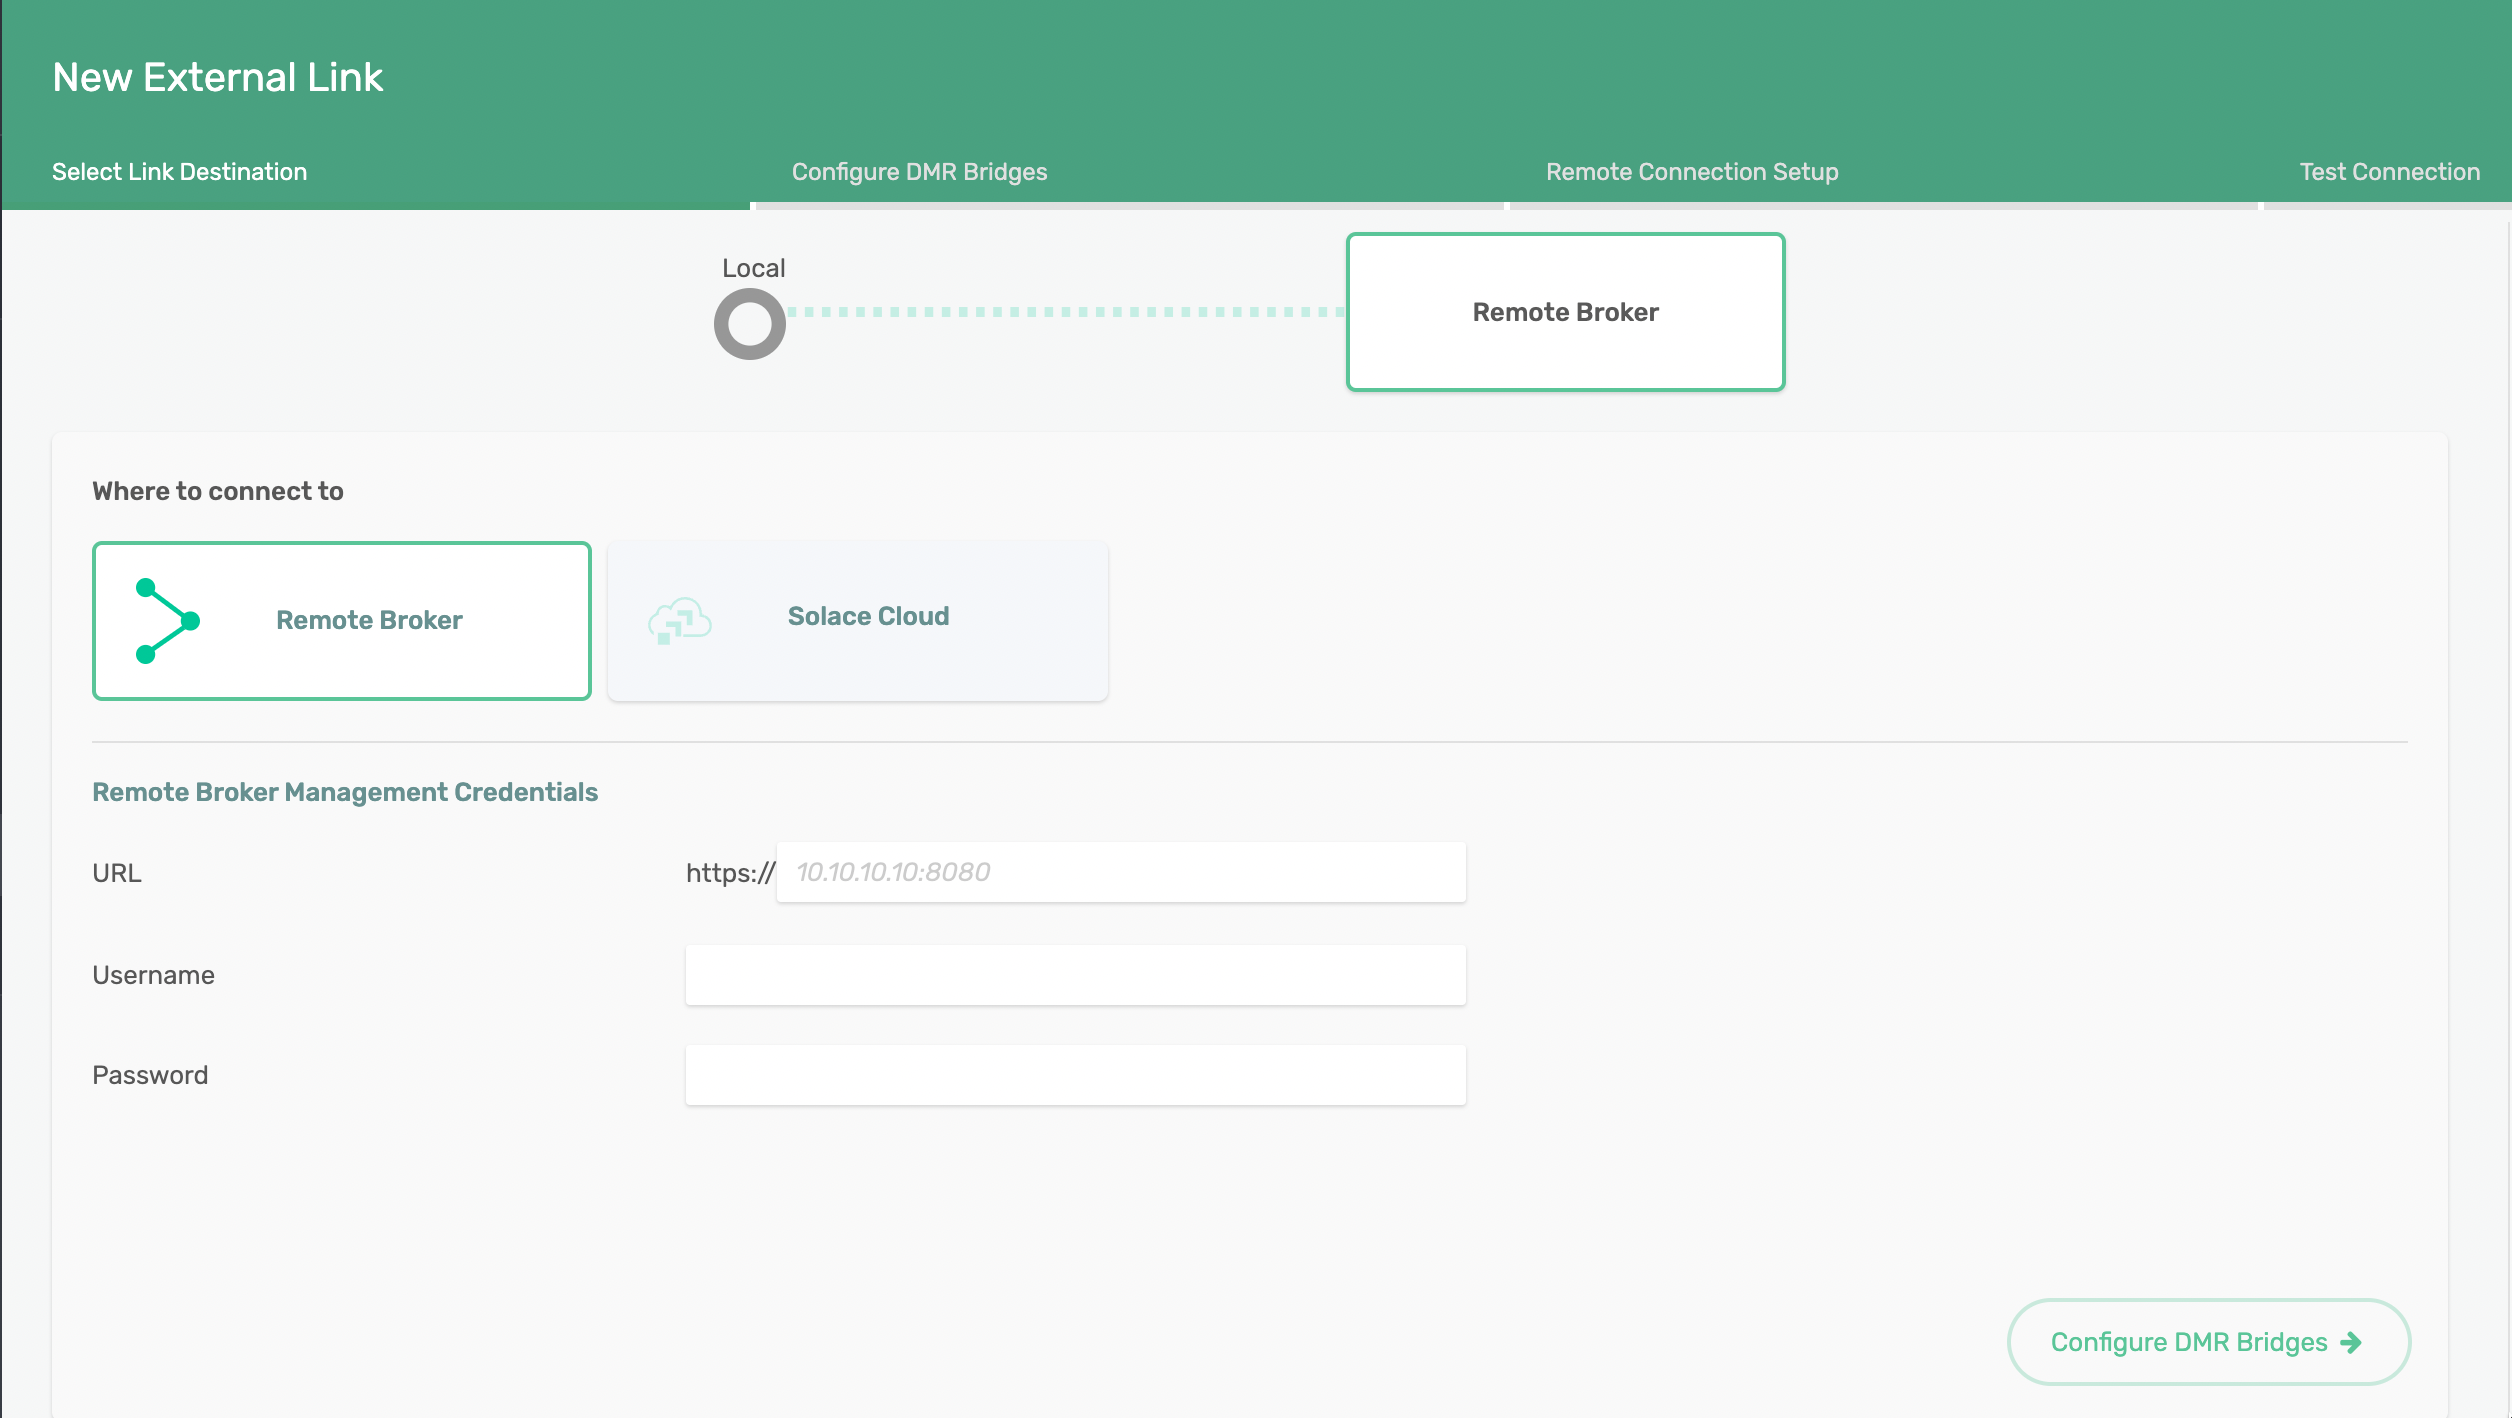 New External Link
Select Link Destination
Configure DMR Bridges
Remote Connection Setup
Test Connection
Local
Remote Broker
Where to connect to
Remote Broker
Solace Cloud
Remote Broker Management Credentials
URL
https://
10.10.10.10:8080
Username
Password
Configure DMR Bridges